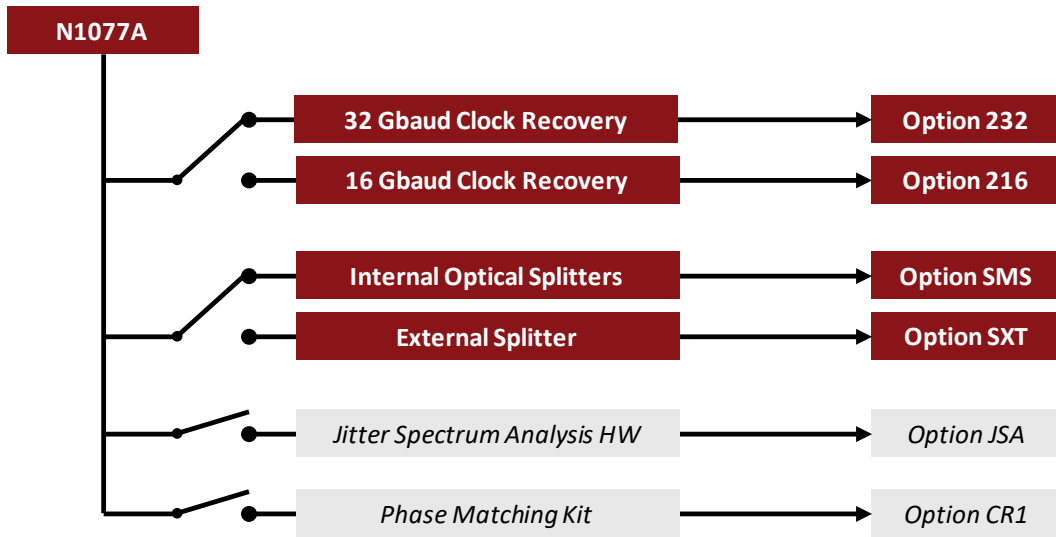 N1077A
32 Gbaud Clock Recovery
Option 232
16 Gbaud Clock Recovery
Option 216
Internal Optical Splitters
Option SMS
External Splitter
Option SXT
Jitter Spectrum Analysis HW
Option JSA
Phase Matching Kit
Option CR1